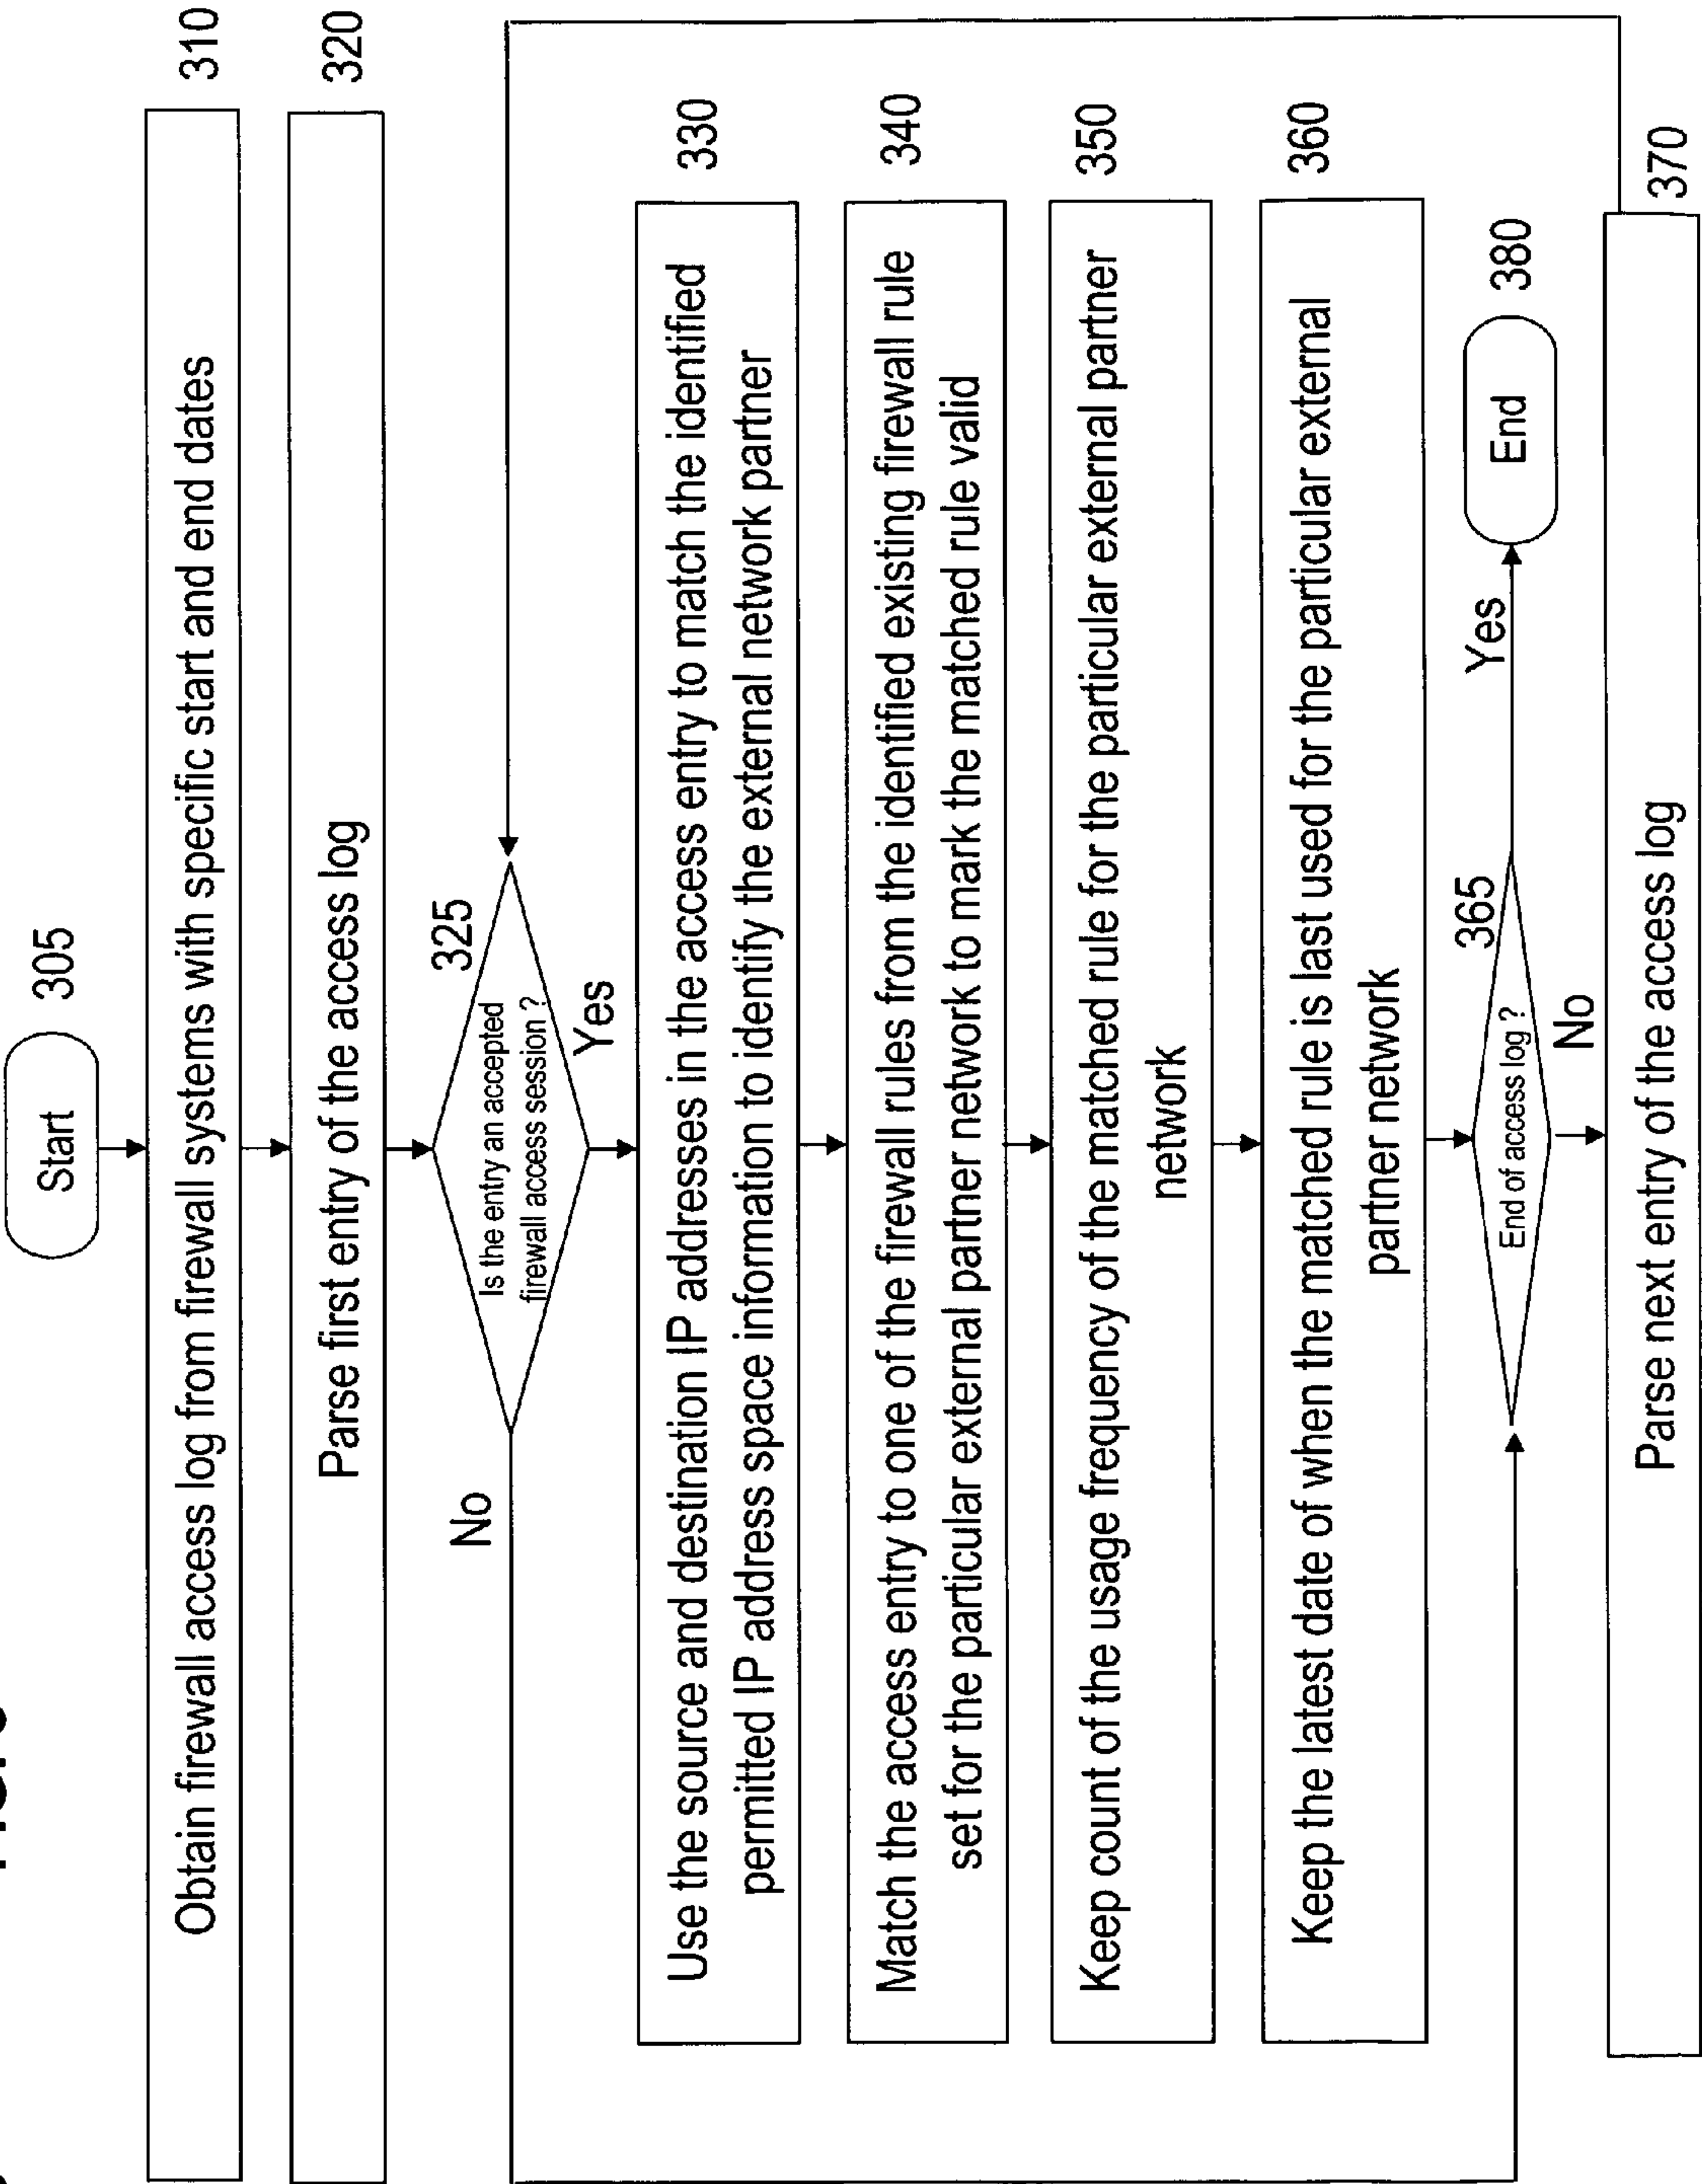 Start
305
Obtain firewall access log from firewall systems with specific start and end dates
310
Parse first entry of the access log
320
Is the entry an accepted
firewall access session ?
325
No
Yes
Use the source and destination IP addresses in the access entry to match the identified
permitted IP address space information to identify the external network partner
330
Match the access entry to one of the firewall rules from the identified existing firewall rule
set for the particular external partner network to mark the matched rule valid
340
Keep count of the usage frequency of the matched rule for the particular external partner
network
350
Keep the latest date of when the matched rule is last used for the particular external
partner network
360
End of access log ?
365
Yes
End
380
No
Parse next entry of the access log
370